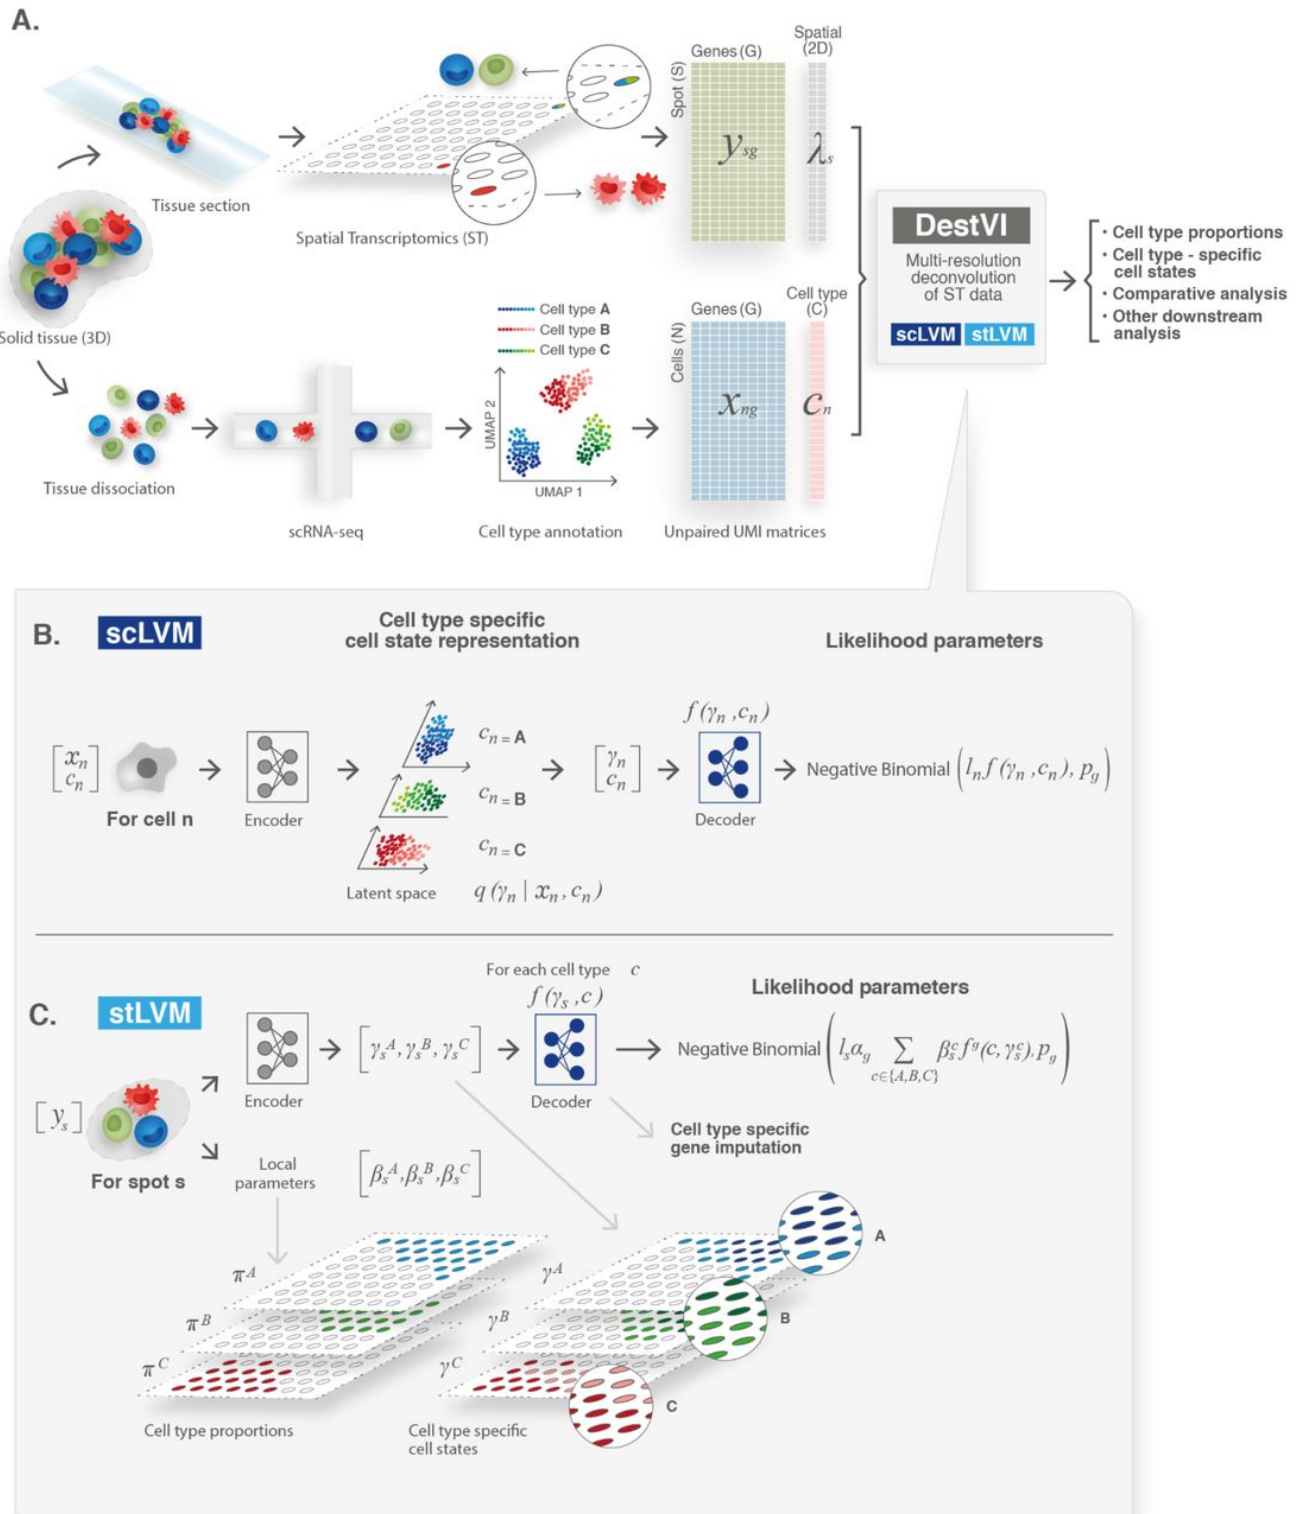 A.
Tissue section
Solid tissue (3D)
Spatial Transcriptomics (ST)
Spot (S)
Genes (G)
Spatial
(2D)
y_sg
λ_s
Tissue dissociation
scRNA-seq
Cell type A
Cell type B
Cell type C
UMAP 2
UMAP 1
Cell type annotation
Cells (N)
Genes (G)
Cell type
(C)
x_ng
c_n
Unpaired UMI matrices
DestVI
Multi-resolution
deconvolution
of ST data
scLVM stLVM
· Cell type proportions
· Cell type - specific
cell states
· Comparative analysis
· Other downstream
analysis
B.
scLVM
Cell type specific
cell state representation
Likelihood parameters
[x_n
c_n]
For cell n
Encoder
c_n = A
c_n = B
c_n = C
Latent space
q (γ_n | x_n, c_n)
[γ_n
c_n]
f (γ_n, c_n)
Decoder
Negative Binomial (l_n f (γ_n, c_n), p_g)
C.
stLVM
For each cell type c
f (γ_s, c)
Likelihood parameters
[y_s]
For spot s
Encoder
[γ_s^A, γ_s^B, γ_s^C]
Decoder
Negative Binomial (l_s α_g ∑ β_s^c f^g(c, γ_s^c), p_g)
c∈{A,B,C}
Cell type specific
gene imputation
Local
parameters
[β_s^A, β_s^B, β_s^C]
π^A
π^B
π^C
Cell type proportions
γ^A
γ^B
γ^C
A
B
C
Cell type specific
cell states